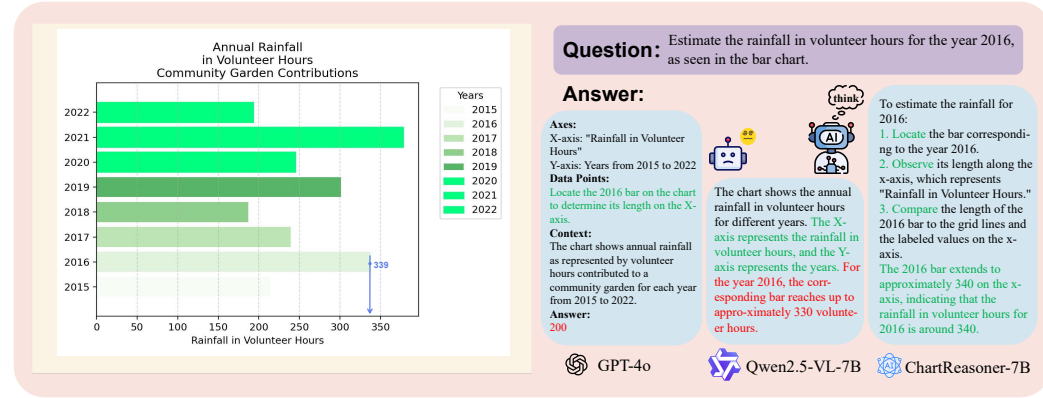 Annual Rainfall
in Volunteer Hours
Community Garden Contributions
2022
2021
2020
2019
2018
2017
2016
2015
339
0 50 100 150 200 250 300 350
Rainfall in Volunteer Hours
Years
2015
2016
2017
2018
2019
2020
2021
2022
Question: Estimate the rainfall in volunteer hours for the year 2016,
as seen in the bar chart.
Answer:
Axes:
X-axis: "Rainfall in Volunteer
Hours"
Y-axis: Years from 2015 to 2022
Data Points:
Locate the 2016 bar on the chart
to determine its length on the X-
axis.
Context:
The chart shows annual rainfall
as represented by volunteer
hours contributed to a
community garden for each year
from 2015 to 2022.
Answer:
200
GPT-4o
The chart shows the annual
rainfall in volunteer hours
for different years. The X-
axis represents the rainfall in
volunteer hours, and the Y-
axis represents the years. For
the year 2016, the corr-
esponding bar reaches up to
appro-ximately 330 volunte-
er hours.
Qwen2.5-VL-7B
think
AI
To estimate the rainfall for
2016:
1. Locate the bar correspondi-
ng to the year 2016.
2. Observe its length along the
x-axis, which represents
"Rainfall in Volunteer Hours."
3. Compare the length of the
2016 bar to the grid lines and
the labeled values on the x-
axis.
The 2016 bar extends to
approximately 340 on the x-
axis, indicating that the
rainfall in volunteer hours for
2016 is around 340.
AI
ChartReasoner-7B